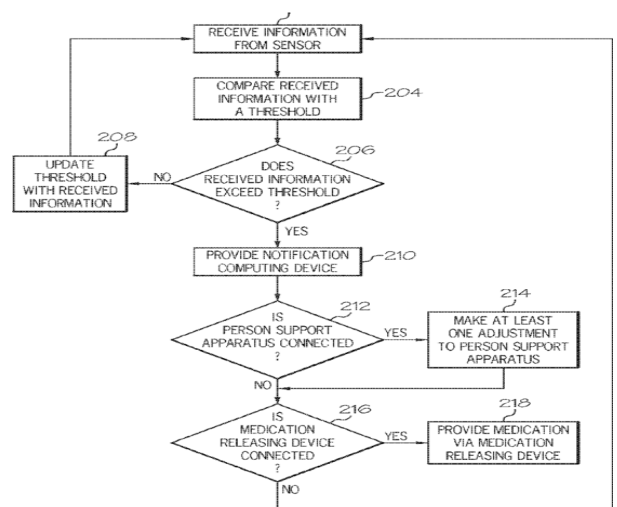 RECEIVE INFORMATION
FROM SENSOR
COMPARE RECEIVED
INFORMATION WITH
A THRESHOLD
204
208
206
UPDATE
THRESHOLD
WITH RECEIVED
INFORMATION
NO
DOES
RECEIVED INFORMATION
EXCEED THRESHOLD
?
YES
PROVIDE NOTIFICATION
COMPUTING DEVICE
210
212
IS
PERSON SUPPORT
APPARATUS CONNECTED
?
YES
214
MAKE AT LEAST
ONE ADJUSTMENT
TO PERSON SUPPORT
APPARATUS
NO
216
IS
MEDICATION
RELEASING DEVICE
CONNECTED
?
YES
218
PROVIDE MEDICATION
VIA MEDICATION
RELEASING DEVICE
NO